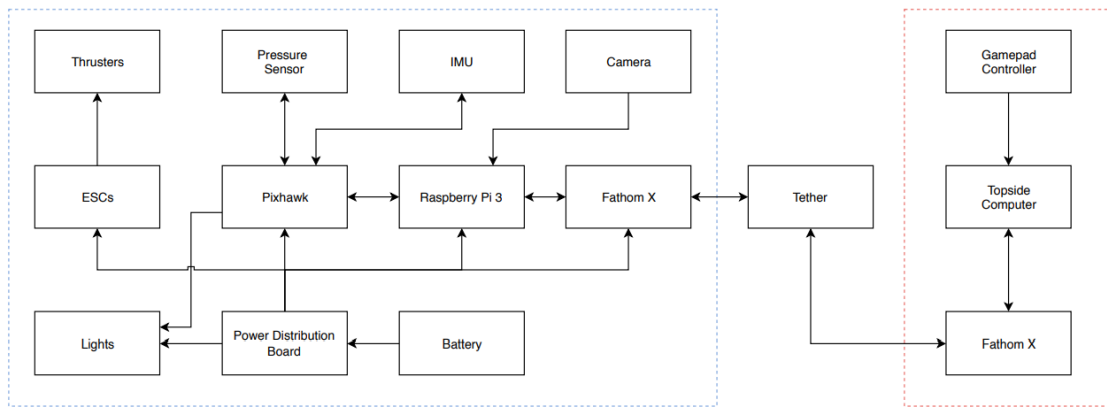 Thrusters
Pressure
Sensor
IMU
Camera
Gamepad
Controller
ESCs
Pixhawk
Raspberry Pi 3
Fathom X
Tether
Topside
Computer
Lights
Power Distribution
Board
Battery
Fathom X